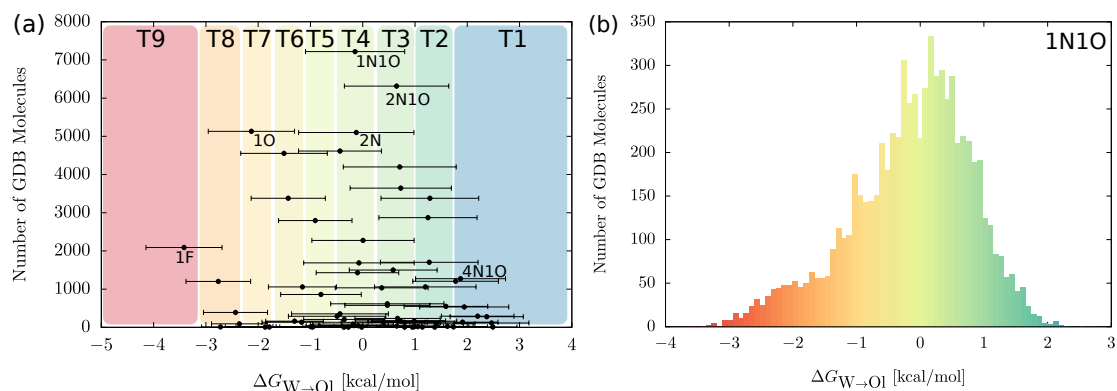 (a)
T9 T8 T7 T6 T5 T4 T3 T2 T1
8000
7000
6000
5000
4000
3000
2000
1000
0
Number of GDB Molecules
1N1O
2N1O
1O
2N
1F
4N1O
−5 −4 −3 −2 −1 0 1 2 3 4
ΔG W→Ol [kcal/mol]
(b)
1N1O
350
300
250
200
150
100
50
0
Number of GDB Molecules
−4 −3 −2 −1 0 1 2 3
ΔG W→Ol [kcal/mol]